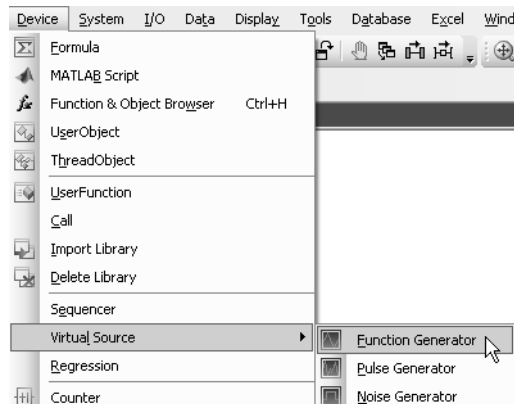 Device System I/O Data Display Tools Database Excel Wind
Formula
MATLAB Script
Function & Object Browser Ctrl+H
UserObject
ThreadObject
UserFunction
Call
Import Library
Delete Library
Sequencer
Virtual Source
Function Generator
Regression
Pulse Generator
Counter
Noise Generator